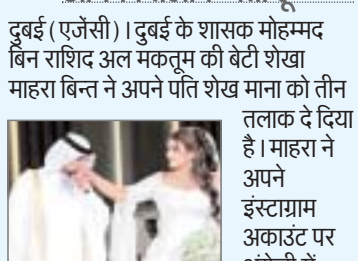 दुबई (एजेंसी)। दुबई के शासक मोहम्मद
बिन राशिद अल मकतूम की बेटी शेखा
माहरा बिन्त ने अपने पति शेख माना को तीन
तलाक दे दिया
है। माहरा ने
अपने
इंस्टाग्राम
अकाउंट पर